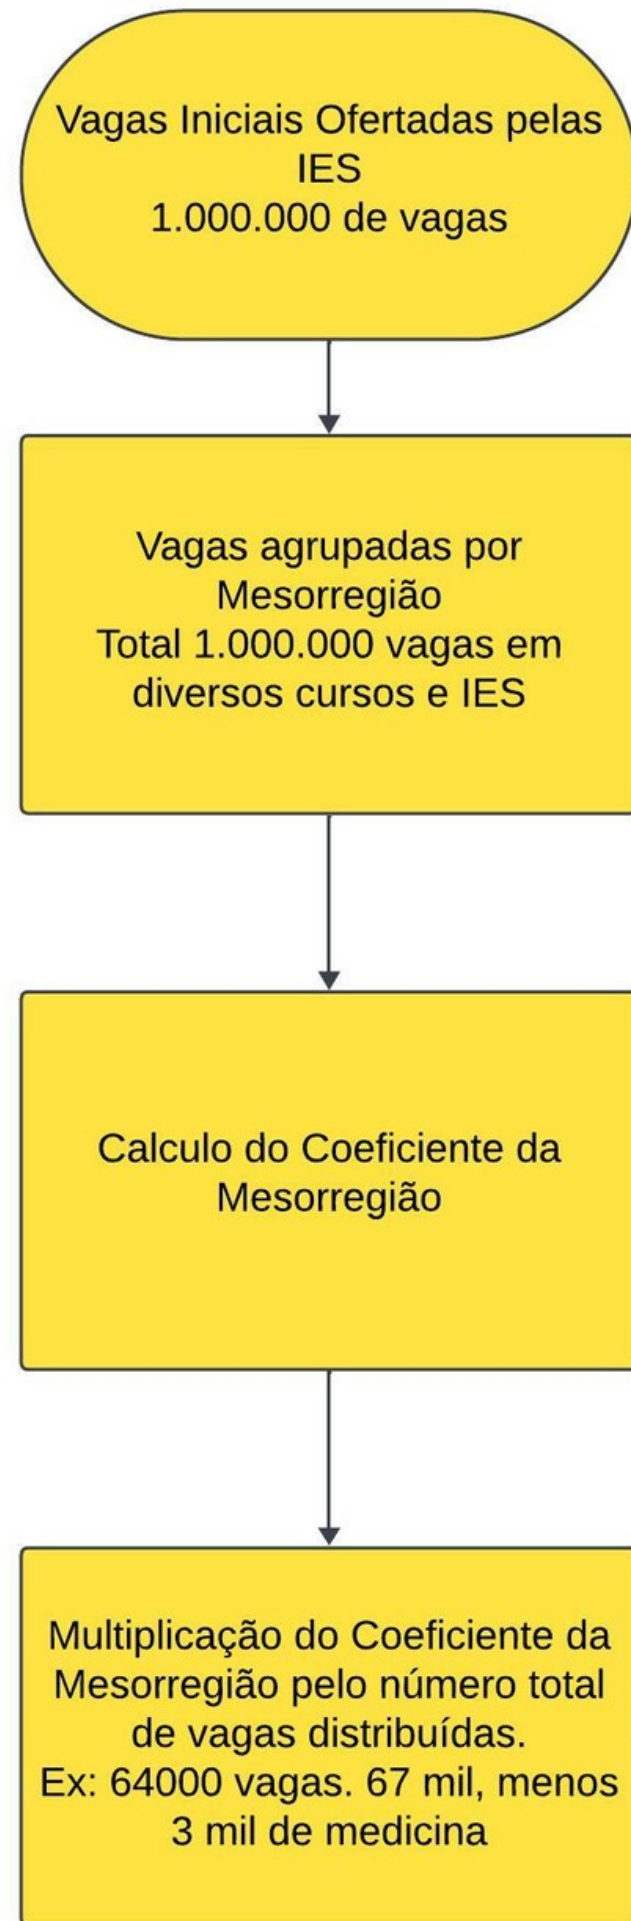 Vagas Iniciais Ofertadas pelas
IES
1.000.000 de vagas
Vagas agrupadas por
Mesorregião
Total 1.000.000 vagas em
diversos cursos e IES
Calculo do Coeficiente da
Mesorregião
Multiplicação do Coeficiente da
Mesorregião pelo número total
de vagas distribuídas.
Ex: 64000 vagas. 67 mil, menos
3 mil de medicina